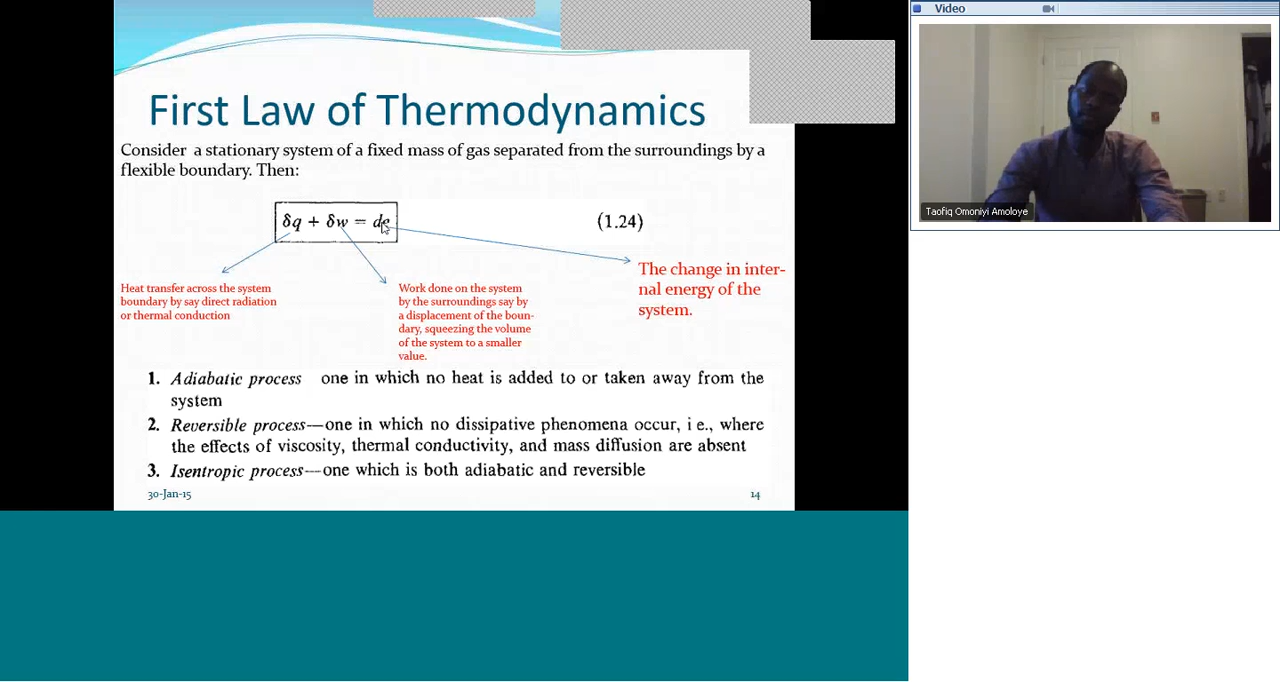 Video
Taofiq Omoniyi Amoloye
First Law of Thermodynamics
Consider a stationary system of a fixed mass of gas separated from the surroundings by a
flexible boundary. Then:
δq + δw = de
(1.24)
Heat transfer across the system
boundary by say direct radiation
or thermal conduction
Work done on the system
by the surroundings say by
a displacement of the boun-
dary, squeezing the volume
of the system to a smaller
value.
The change in inter-
nal energy of the
system.
1. Adiabatic process one in which no heat is added to or taken away from the
system
2. Reversible process—one in which no dissipative phenomena occur, i e., where
the effects of viscosity, thermal conductivity, and mass diffusion are absent
3. Isentropic process—one which is both adiabatic and reversible
30-Jan-15
14